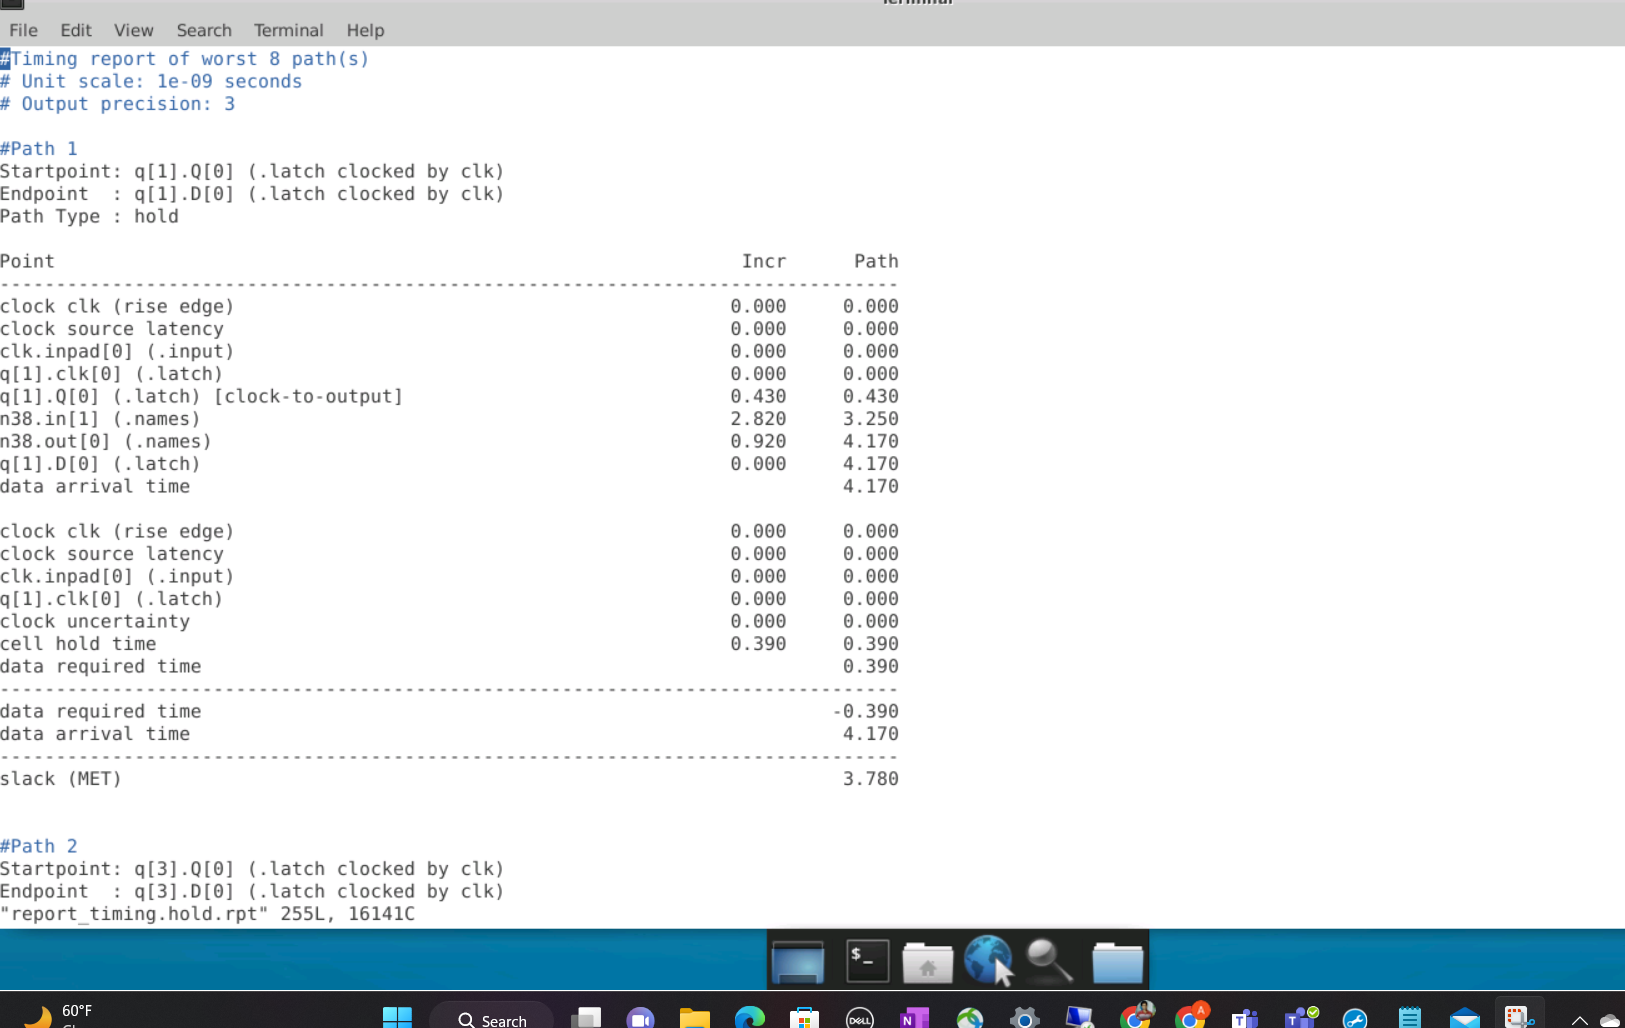 File Edit View Search Terminal Help
#Timing report of worst 8 path(s)
# Unit scale: 1e-09 seconds
# Output precision: 3
#Path 1
Startpoint: q[1].Q[0] (.latch clocked by clk)
Endpoint  : q[1].D[0] (.latch clocked by clk)
Path Type : hold
Point Incr Path
--------------------------------------------------------------------------------
clock clk (rise edge) 0.000 0.000
clock source latency 0.000 0.000
clk.inpad[0] (.input) 0.000 0.000
q[1].clk[0] (.latch) 0.000 0.000
q[1].Q[0] (.latch) [clock-to-output] 0.430 0.430
n38.in[1] (.names) 2.820 3.250
n38.out[0] (.names) 0.920 4.170
q[1].D[0] (.latch) 0.000 4.170
data arrival time 4.170
clock clk (rise edge) 0.000 0.000
clock source latency 0.000 0.000
clk.inpad[0] (.input) 0.000 0.000
q[1].clk[0] (.latch) 0.000 0.000
clock uncertainty 0.000 0.000
cell hold time 0.390 0.390
data required time 0.390
--------------------------------------------------------------------------------
data required time -0.390
data arrival time 4.170
--------------------------------------------------------------------------------
slack (MET) 3.780
#Path 2
Startpoint: q[3].Q[0] (.latch clocked by clk)
Endpoint  : q[3].D[0] (.latch clocked by clk)
"report_timing.hold.rpt" 255L, 16141C
$_
60°F
Search
DELL
N
A
T
T